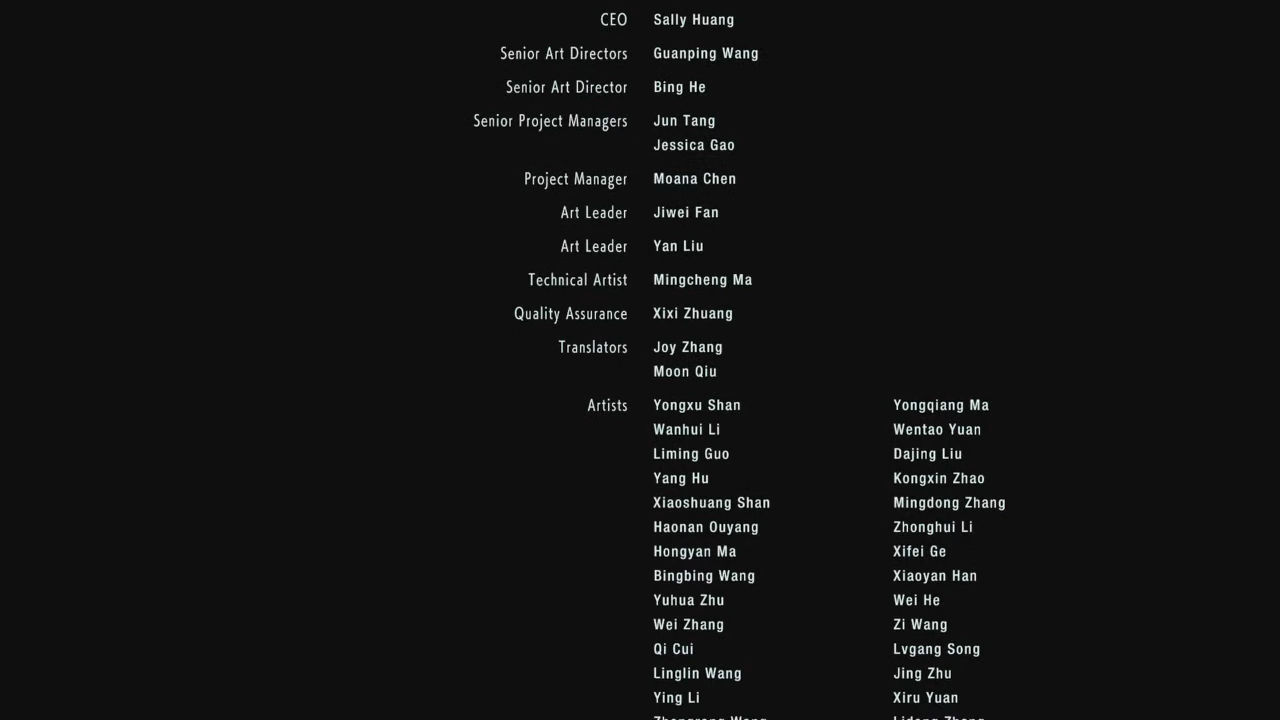 CEO Sally Huang
Senior Art Directors Guanping Wang
Senior Art Director Bing He
Senior Project Managers Jun Tang
Jessica Gao
Project Manager Moana Chen
Art Leader Jiwei Fan
Art Leader Yan Liu
Technical Artist Mingcheng Ma
Quality Assurance Xixi Zhuang
Translators Joy Zhang
Moon Qiu
Artists Yongxu Shan Yongqiang Ma
Wanhui Li Wentao Yuan
Liming Guo Dajing Liu
Yang Hu Kongxin Zhao
Xiaoshuang Shan Mingdong Zhang
Haonan Ouyang Zhonghui Li
Hongyan Ma Xifei Ge
Bingbing Wang Xiaoyan Han
Yuhua Zhu Wei He
Wei Zhang Zi Wang
Qi Cui Lvgang Song
Linglin Wang Jing Zhu
Ying Li Xiru Yuan